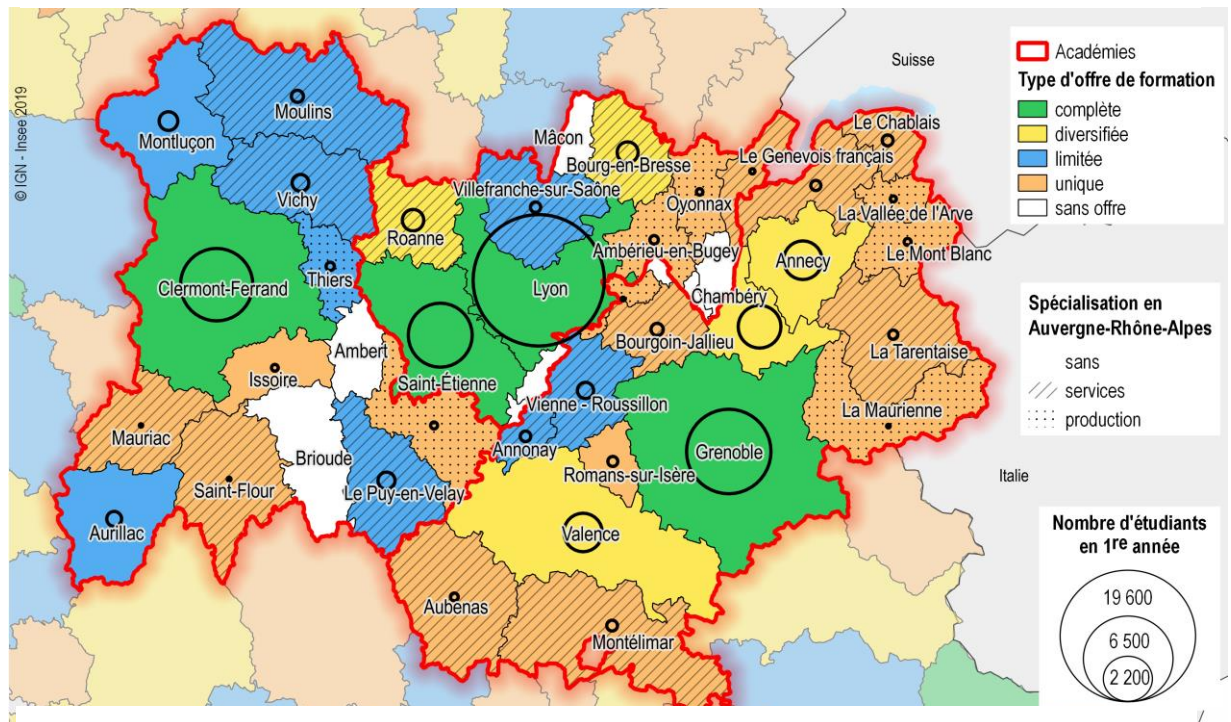 © IGN - Insee 2019
Suisse
Italie
Montluçon
Moulins
Vichy
Mâcon
Bourg-en-Bresse
Villefranche-sur-Saône
Roanne
Oyonnax
Le Genevois français
Le Chablais
La Vallée de l'Arve
Le Mont Blanc
Ambérieu-en-Bugey
Annecy
Clermont-Ferrand
Thiers
Lyon
Chambéry
Ambert
Bourgoin-Jallieu
La Tarentaise
Issoire
Saint-Étienne
Vienne - Roussillon
La Maurienne
Mauriac
Brioude
Annonay
Grenoble
Romans-sur-Isère
Saint-Flour
Le Puy-en-Velay
Aurillac
Valence
Aubenas
Montélimar
Académies
Type d'offre de formation
complète
diversifiée
limitée
unique
sans offre
Spécialisation en
Auvergne-Rhône-Alpes
sans
services
production
Nombre d'étudiants
en 1re année
19 600
6 500
2 200